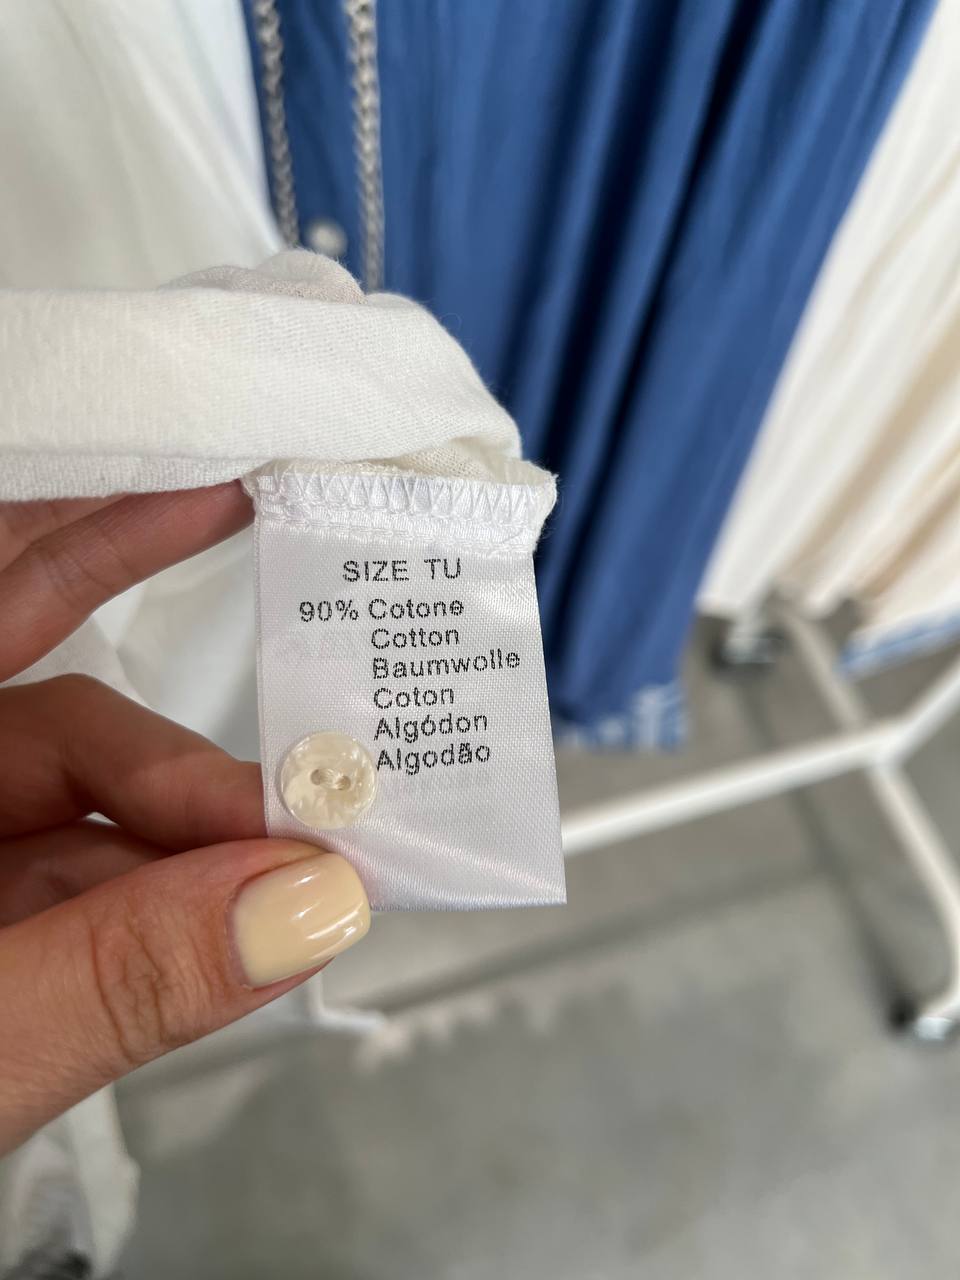 SIZE TU
90% Cotone
Cotton
Baumwolle
Coton
Algódon
Algodão